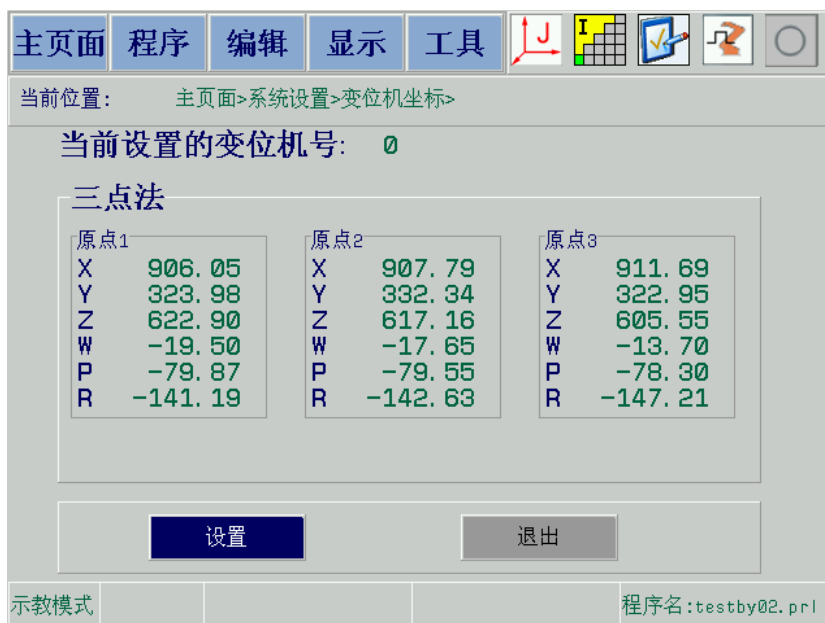 主页面 程序 编辑 显示 工具 J I
当前位置: 主页面>系统设置>变位机坐标>
当前设置的变位机号: 0
三点法
原点1 原点2 原点3
X 906.05 X 907.79 X 911.69
Y 323.98 Y 332.34 Y 322.95
Z 622.90 Z 617.16 Z 605.55
W -19.50 W -17.65 W -13.70
P -79.87 P -79.55 P -78.30
R -141.19 R -142.63 R -147.21
设置 退出
示教模式 程序名:testby02.prl